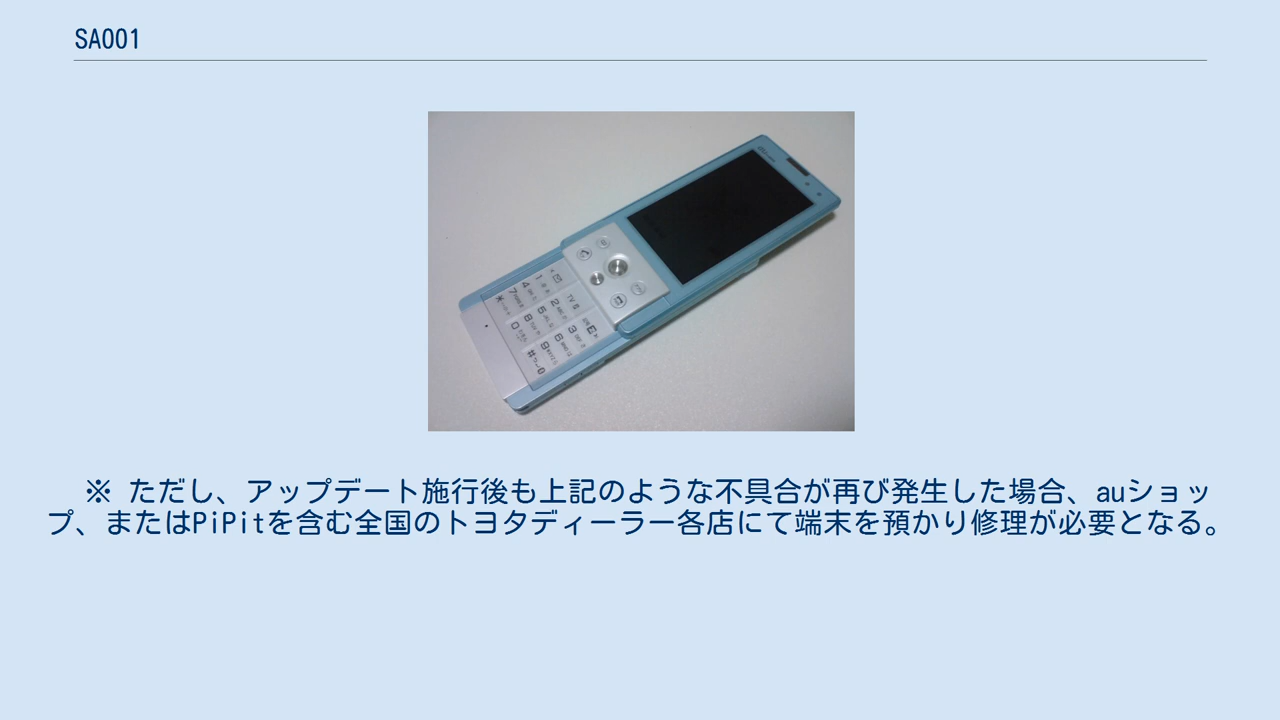 SA001
※ ただし、アップデート施行後も上記のような不具合が再び発生した場合、auショッ
プ、またはPiPitを含む全国のトヨタディーラー各店にて端末を預かり修理が必要となる。